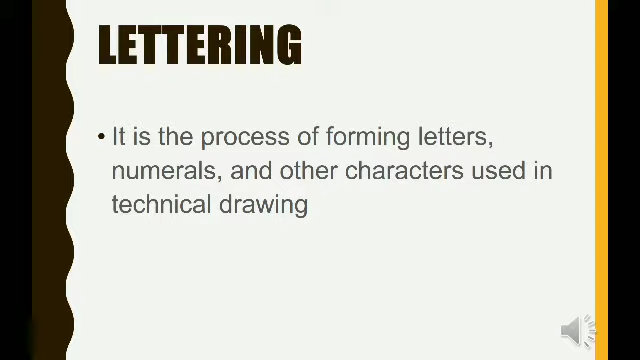 LETTERING
• It is the process of forming letters,
numerals, and other characters used in
technical drawing